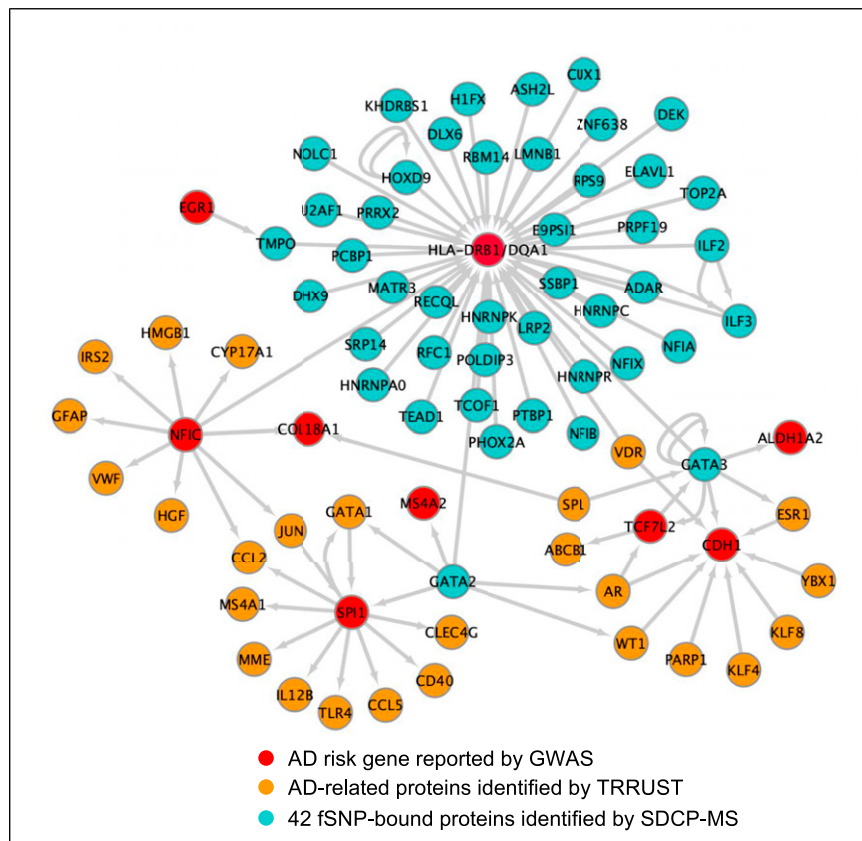 CUX1
ASH2L
H1FX
KHDRBS1
DEK
ZNF638
DLX6
RBM14
LMNB1
NOLC1
HOXD9
RPS9
ELAVL1
TOP2A
EGR1
U2AF1
PRRX2
E9PSI1
PRPF19
TMPO
PCBP1
HLA-DRB1/DQA1
ILF2
DHX9
MATR3
RECQL
SSBP1
ADAR
HNRNPK
LRP2
HNRNPC
ILF3
HMGB1
IRS2
CYP17A1
SRP14
RFC1
POLDIP3
NFIA
NFIX
HNRNPA0
HNRNPR
GFAP
NFIC
COL18A1
TEAD1
TCOF1
PTBP1
NFIB
PHOX2A
VDR
ALDH1A2
GATA3
VWF
HGF
MS4A2
GATA1
JUN
SPI
ESR1
TCF7L2
ABCB1
CDH1
CCL2
GATA2
YBX1
AR
MS4A1
SPI1
CLEC4G
WT1
KLF8
MME
PARP1
KLF4
CD40
IL12B
TLR4
CCL5
AD risk gene reported by GWAS
AD-related proteins identified by TRRUST
42 fSNP-bound proteins identified by SDCP-MS